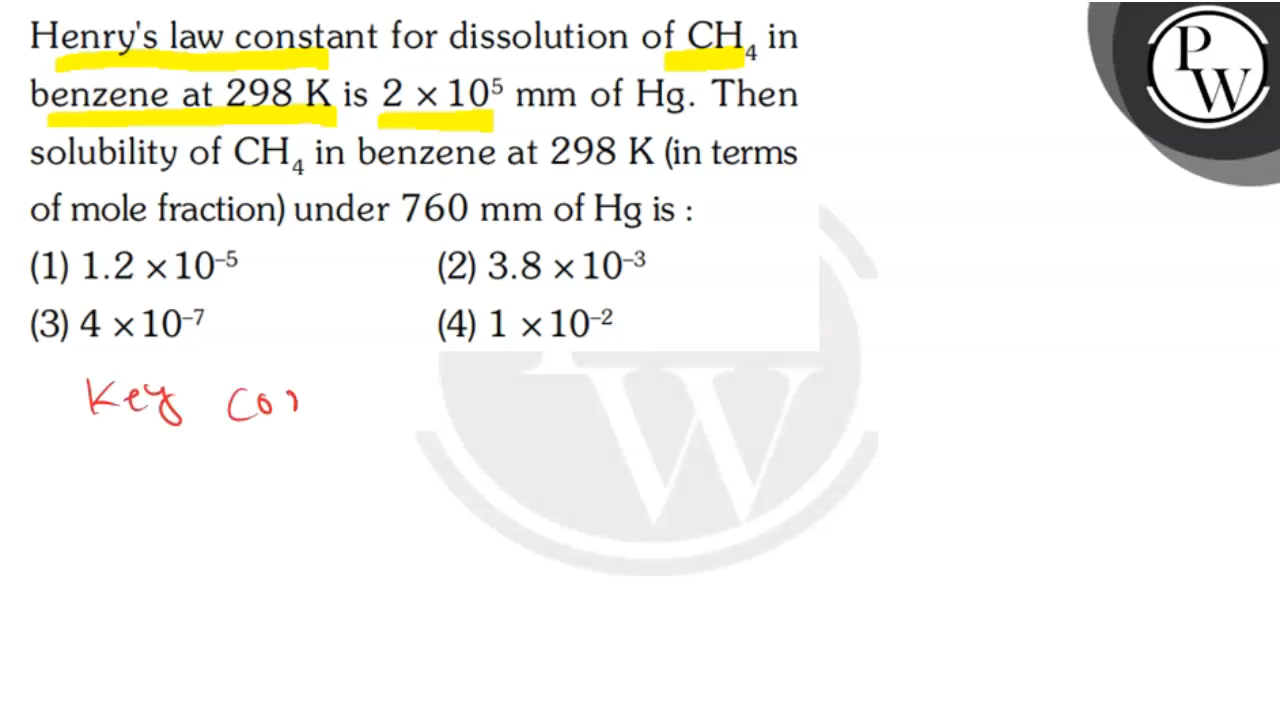 Henry's law constant for dissolution of CH₄ in
benzene at 298 K is 2 × 10⁵ mm of Hg. Then
solubility of CH₄ in benzene at 298 K (in terms
of mole fraction) under 760 mm of Hg is :
(1) 1.2 × 10⁻⁵ (2) 3.8 × 10⁻³
(3) 4 × 10⁻⁷ (4) 1 × 10⁻²
Key
P
W
W